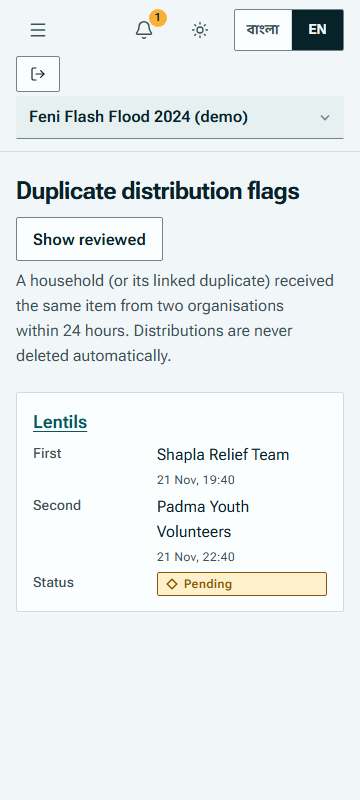 1
বাংলা
EN
Feni Flash Flood 2024 (demo)
Duplicate distribution flags
Show reviewed
A household (or its linked duplicate) received
the same item from two organisations
within 24 hours. Distributions are never
deleted automatically.
Lentils
First
Shapla Relief Team
21 Nov, 19:40
Second
Padma Youth
Volunteers
21 Nov, 22:40
Status
Pending